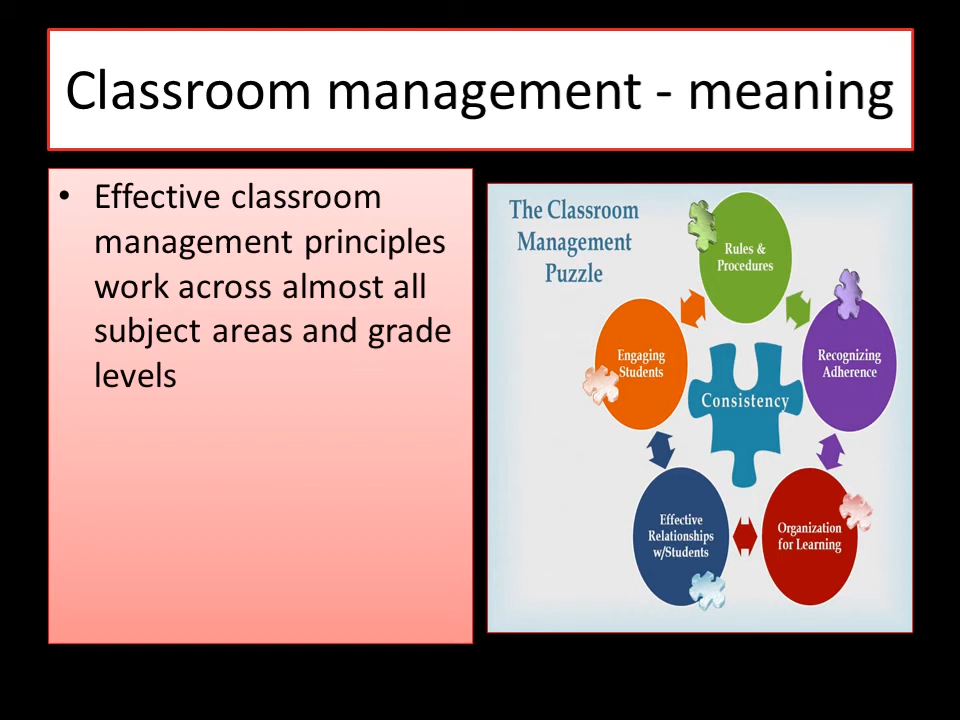 Classroom management - meaning
• Effective classroom
management principles
work across almost all
subject areas and grade
levels
The Classroom
Management
Puzzle
Rules &
Procedures
Engaging
Students
Recognizing
Adherence
Consistency
Effective
Relationships
w/Students
Organization
for Learning